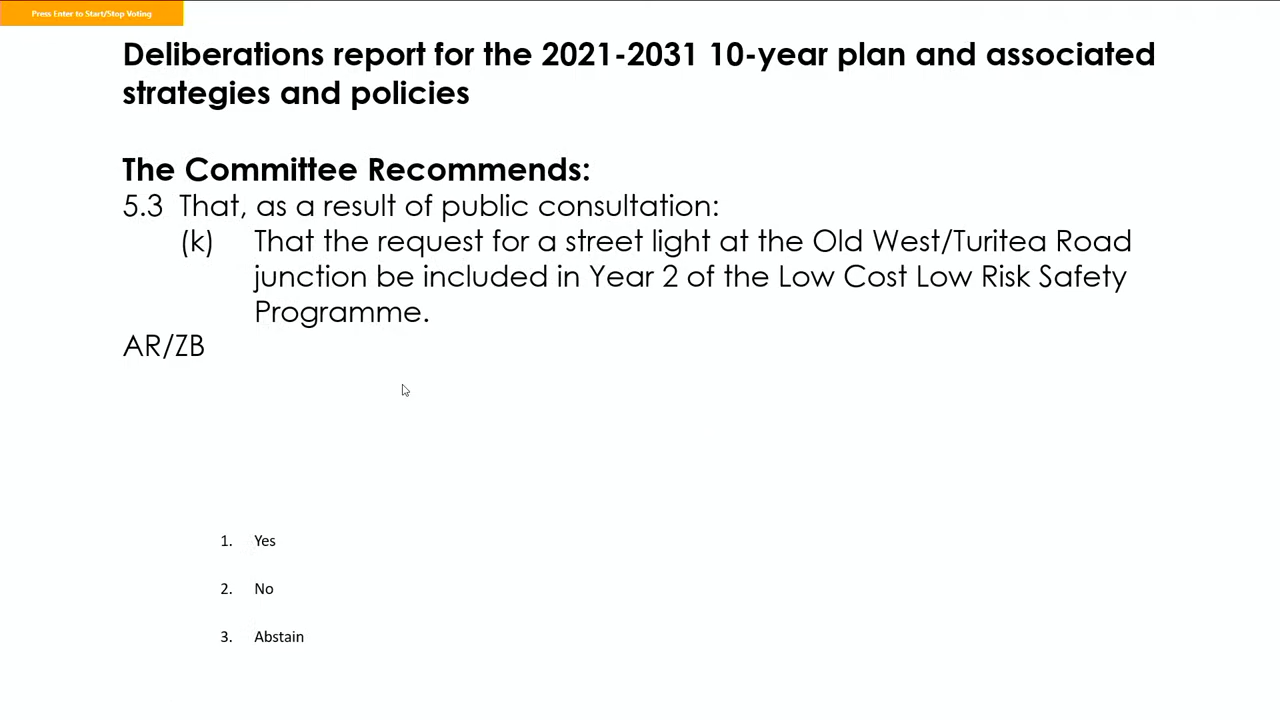 Press Enter to Start/Stop Voting
Deliberations report for the 2021-2031 10-year plan and associated
strategies and policies
The Committee Recommends:
5.3 That, as a result of public consultation:
(k) That the request for a street light at the Old West/Turitea Road
junction be included in Year 2 of the Low Cost Low Risk Safety
Programme.
AR/ZB
1. Yes
2. No
3. Abstain